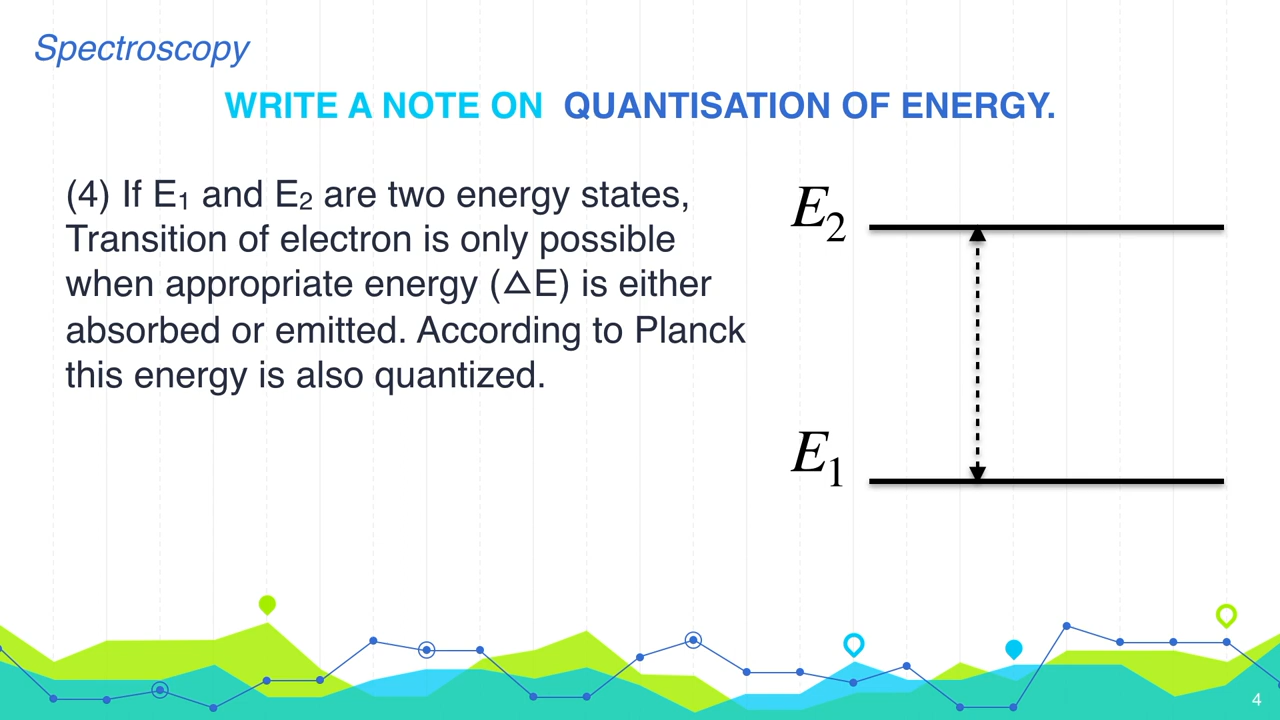 Spectroscopy
WRITE A NOTE ON QUANTISATION OF ENERGY.
(4) If E₁ and E₂ are two energy states,
Transition of electron is only possible
when appropriate energy (△E) is either
absorbed or emitted. According to Planck
this energy is also quantized.
E₂
E₁
4